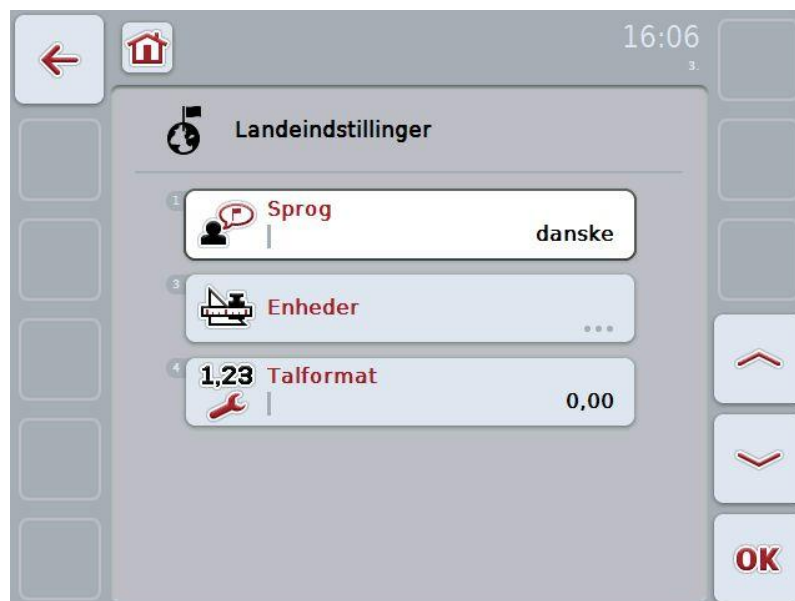 16:06
3.
Landeindstillinger
1
Sprog
danske
3
Enheder
...
4
1,23 Talformat
0,00
OK